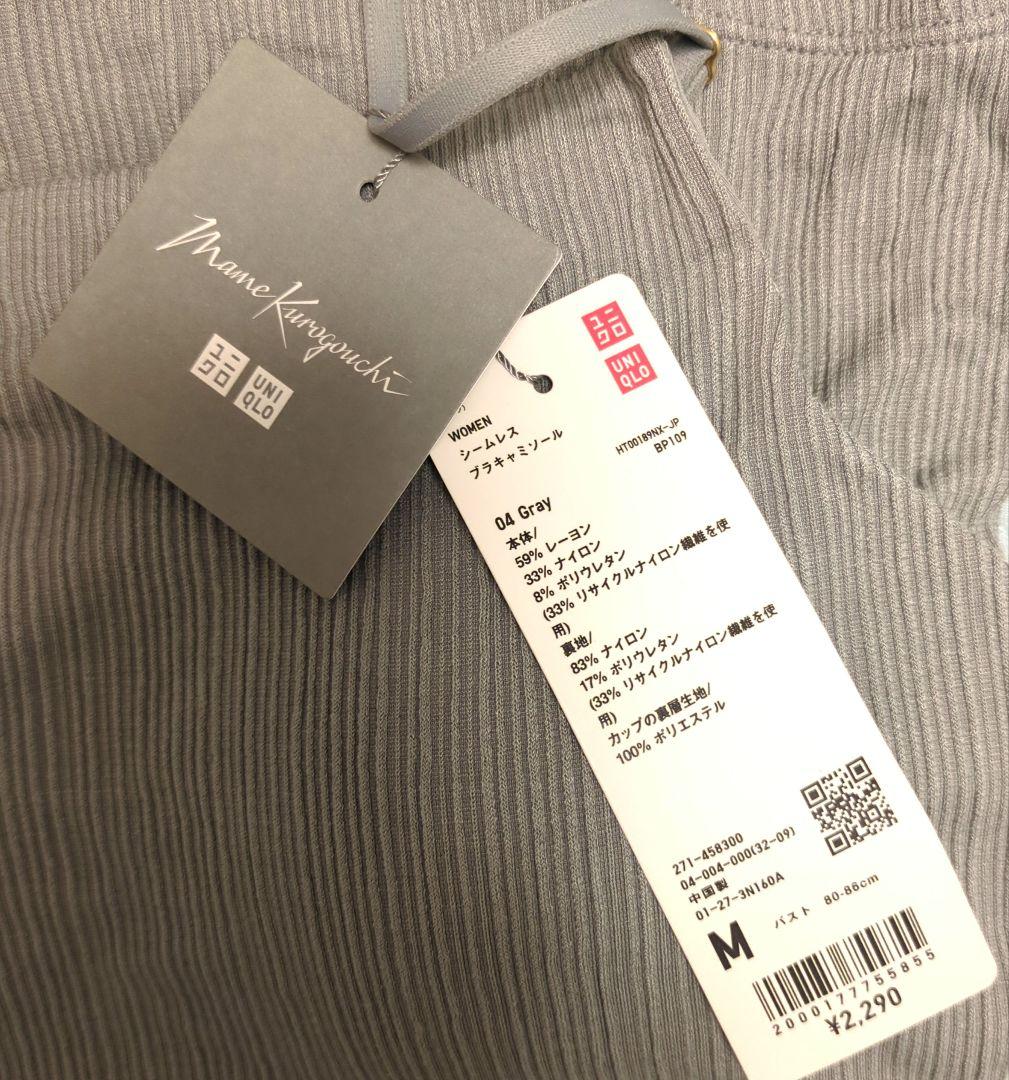 Mame Kurogouchi
ユニ
クロ
UNI
QLO
ユニ
クロ
UNI
QLO
WOMEN
シームレス
ブラキャミソール
HT00189NX-JP
BP109
04 Gray
本体/
59% レーヨン
33% ナイロン
8% ポリウレタン
(33% リサイクルナイロン繊維を使
用)
裏地/
83% ナイロン
17% ポリウレタン
(33% リサイクルナイロン繊維を使
用)
カップの裏層生地/
100% ポリエステル
271-458300
04-004-000(32-09)
中国製
01-27-3N160A
M バスト 80-86cm
2000177755855
¥2,290